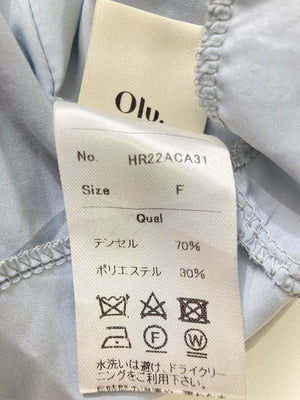 Olu.
No. HR22ACA31
Size F
Qual
テンセル 70%
ポリエステル 30%
F W
水洗いは避け、ドライクリー
ニングをご利用下さい。